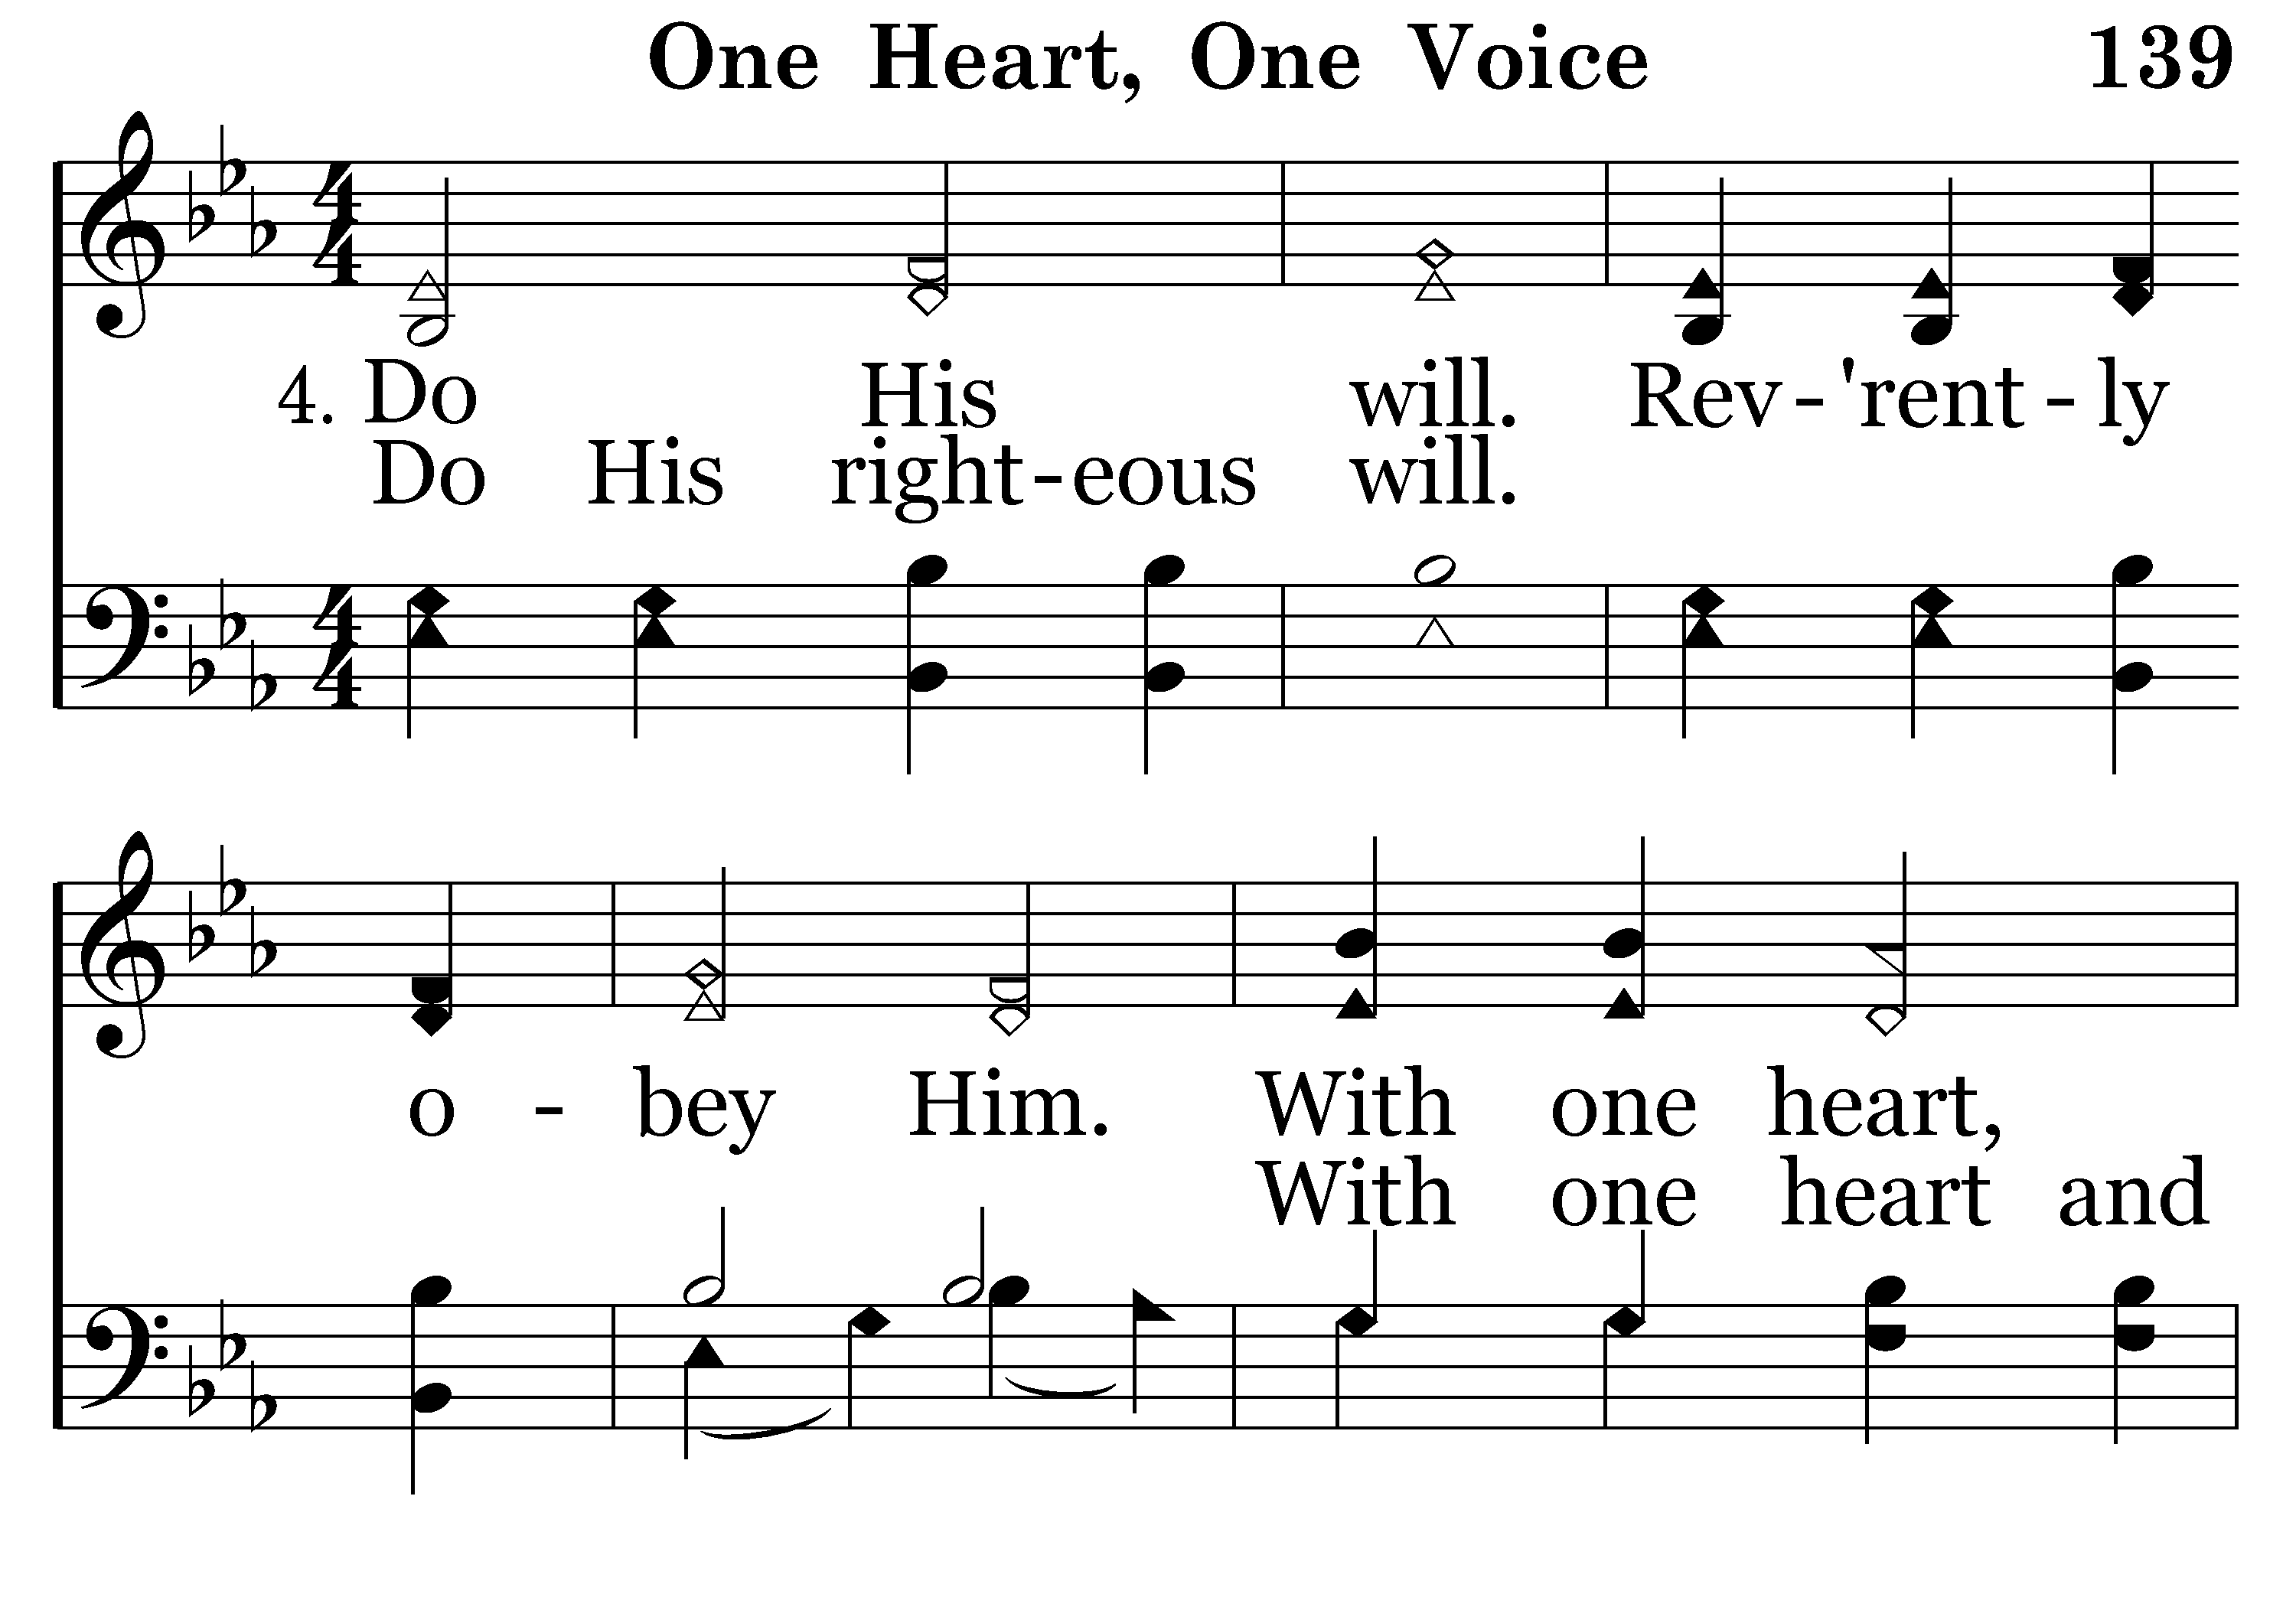 One Heart, One Voice 139
4. Do His will. Rev-'rent-ly
Do His right-eous will.
o - bey Him. With one heart,
With one heart and